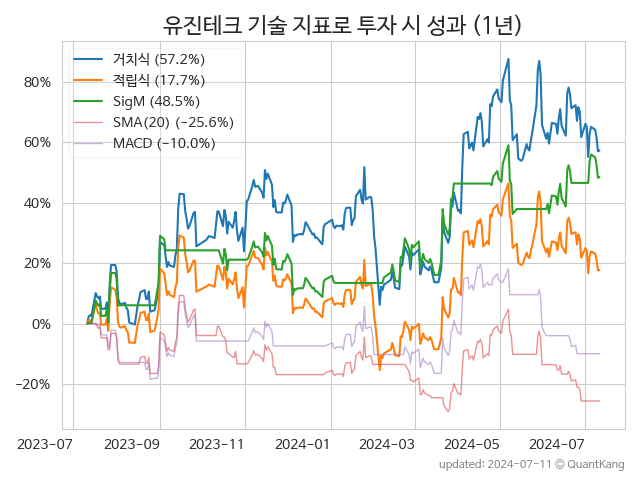 유진테크 기술 지표로 투자 시 성과 (1년)
거치식 (57.2%)
적립식 (17.7%)
SigM (48.5%)
SMA(20) (−25.6%)
MACD (−10.0%)
80%
60%
40%
20%
0%
−20%
2023-07 2023-09 2023-11 2024-01 2024-03 2024-05 2024-07
updated: 2024-07-11 © QuantKang